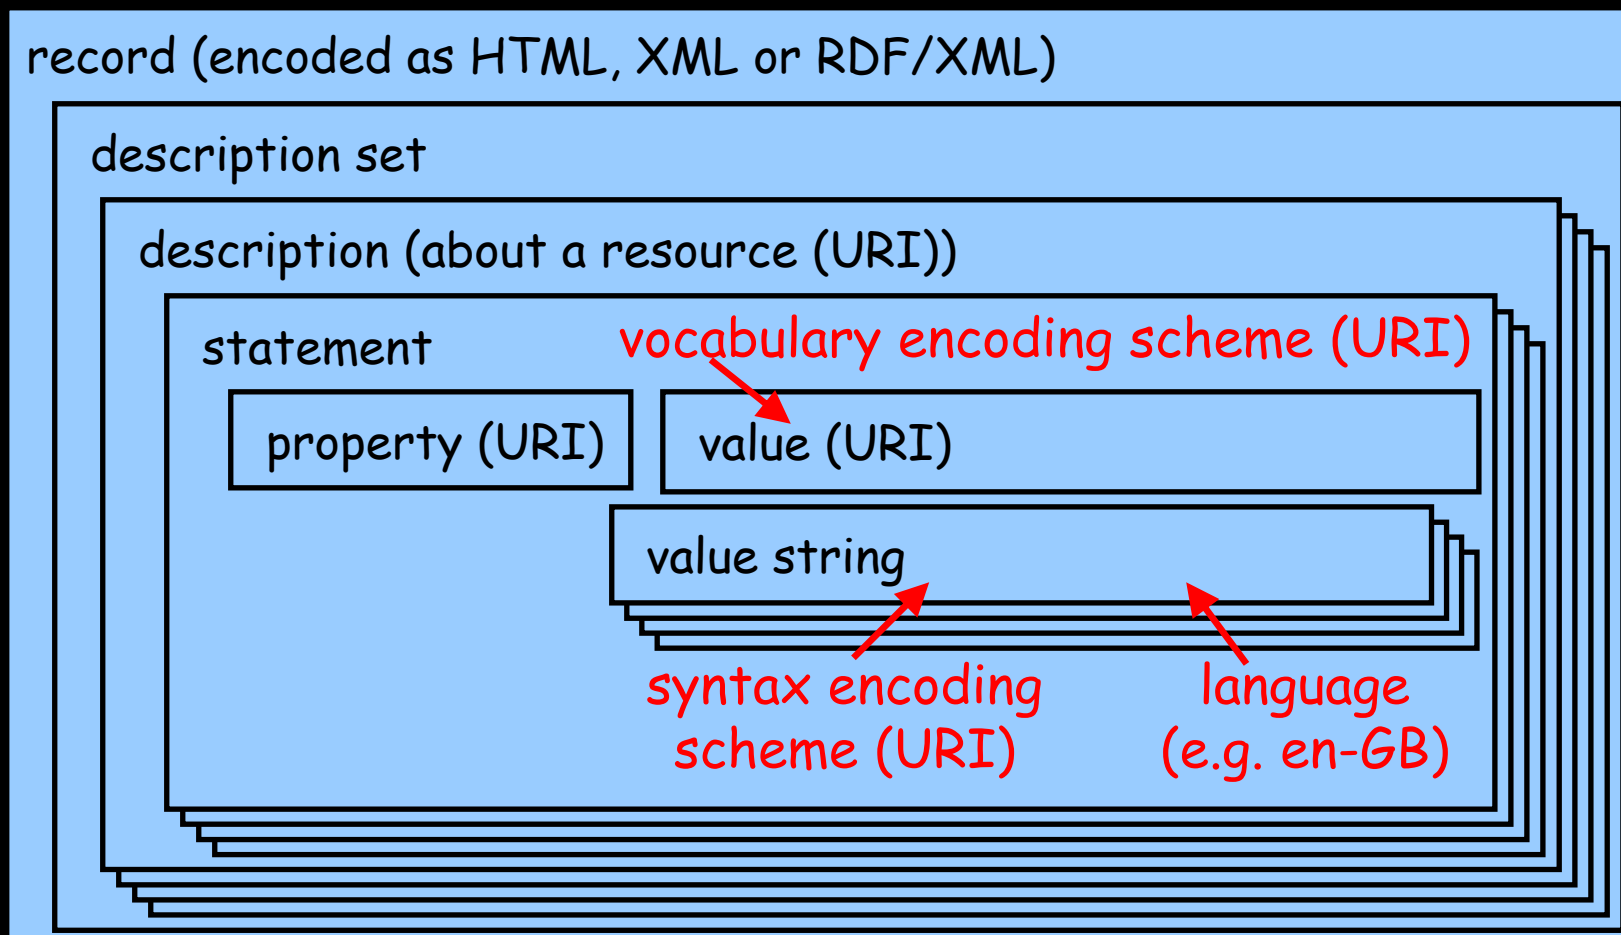 record (encoded as HTML, XML or RDF/XML)
description set
description (about a resource (URI))
statement
vocabulary encoding scheme (URI)
property (URI)
value (URI)
value string
syntax encoding
scheme (URI)
language
(e.g. en-GB)